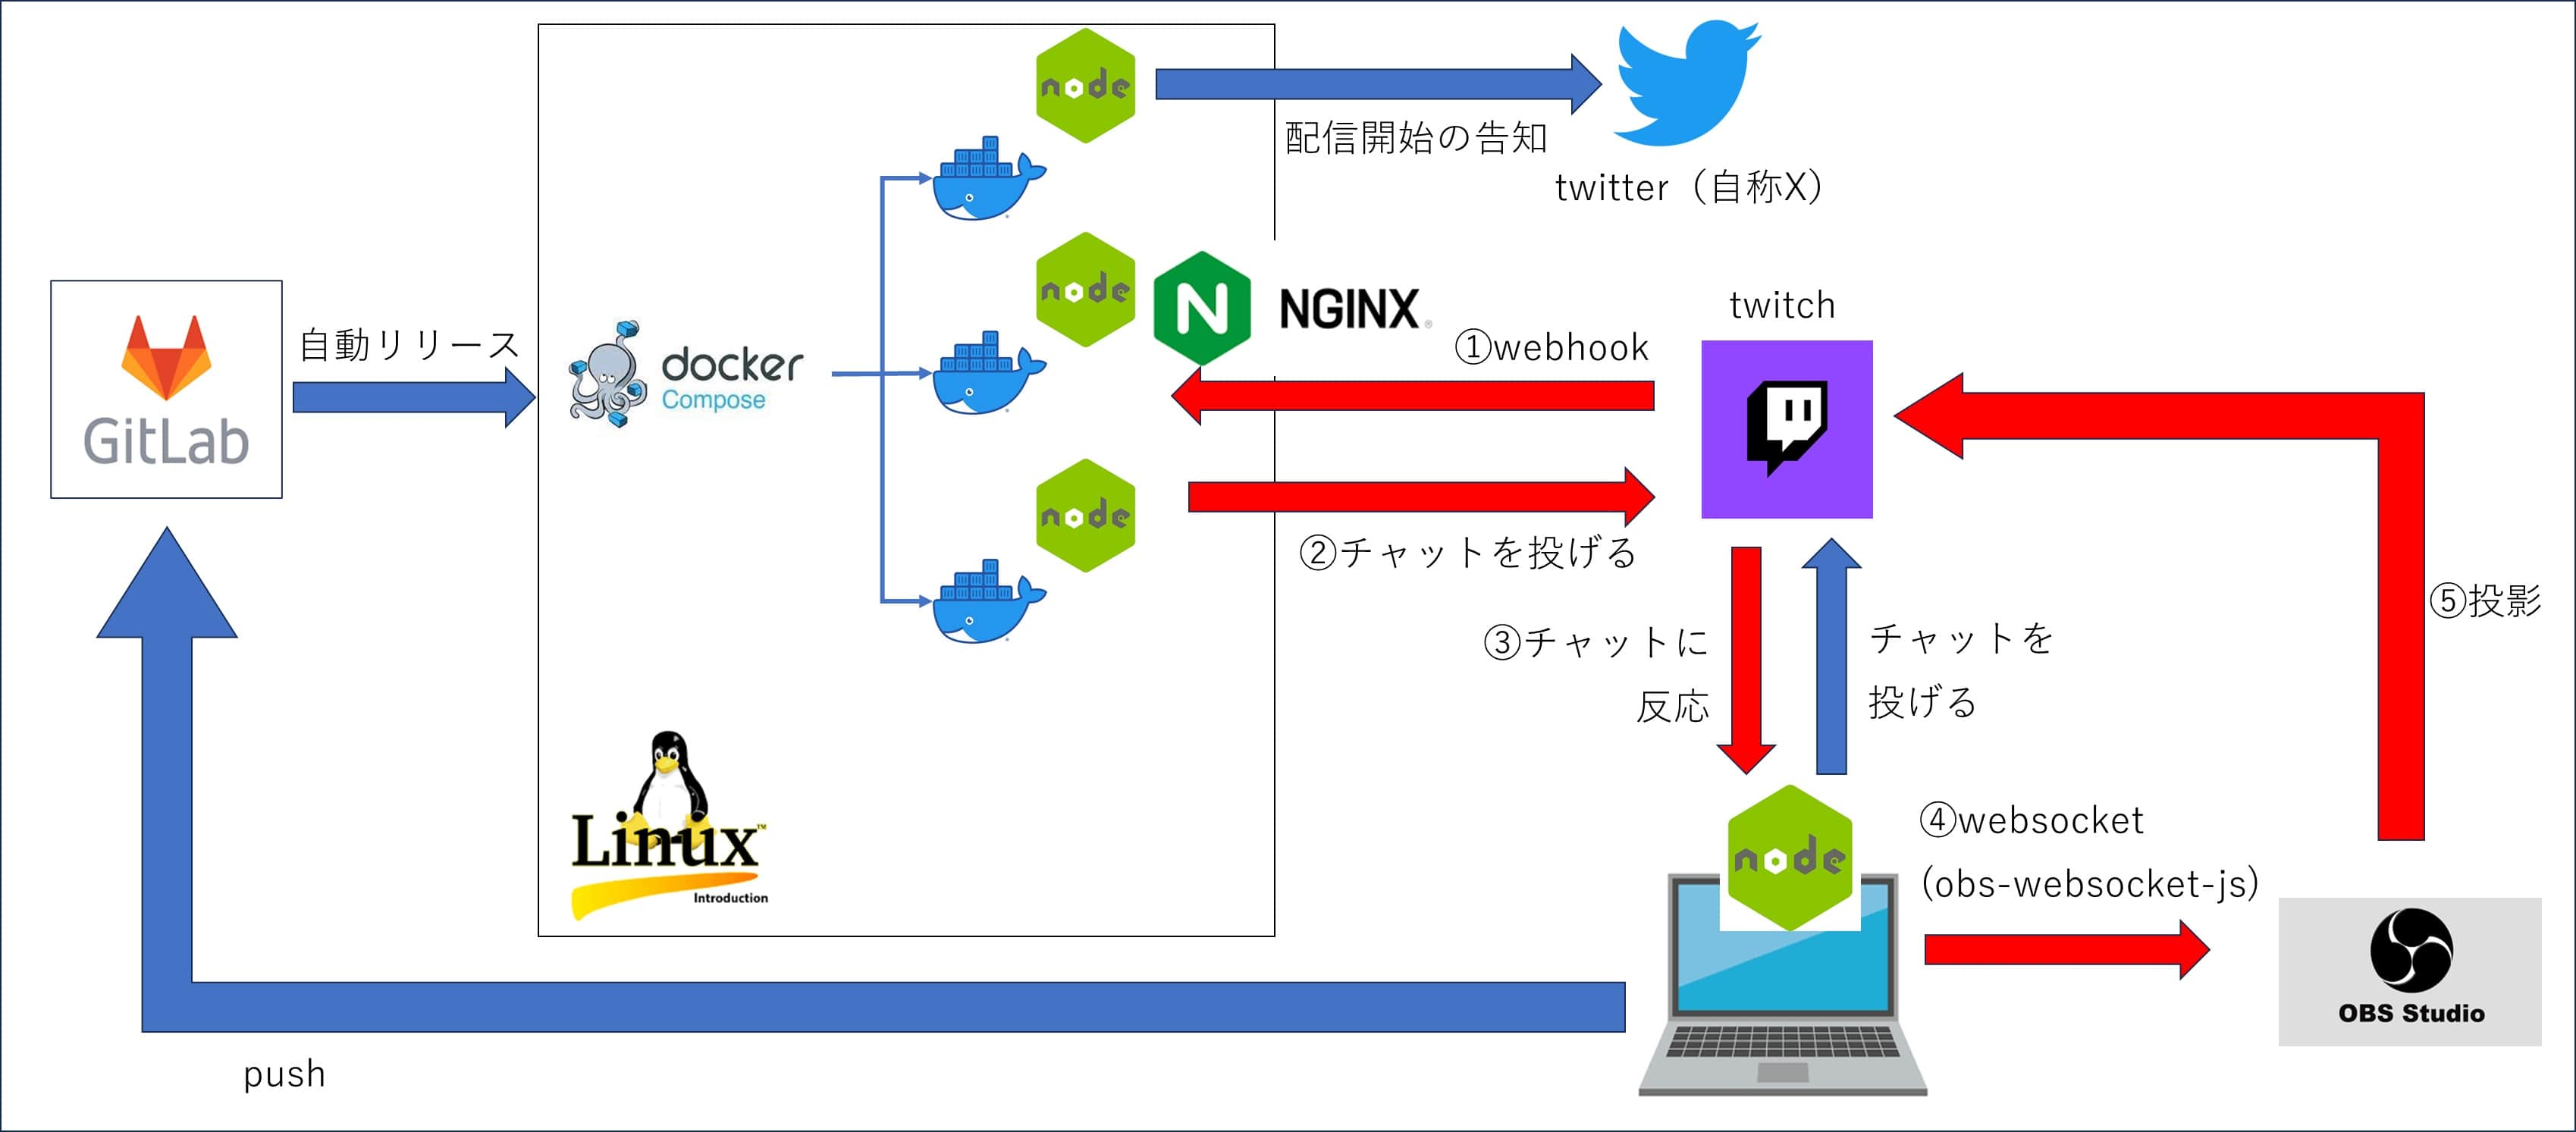 node
配信開始の告知
twitter（自称X）
node
NGINX
twitch
①webhook
自動リリース
docker
Compose
GitLab
node
②チャットを投げる
⑤投影
③チャットに
反応
チャットを
投げる
Linux™
Introduction
node
④websocket
(obs-websocket-js)
OBS Studio
push